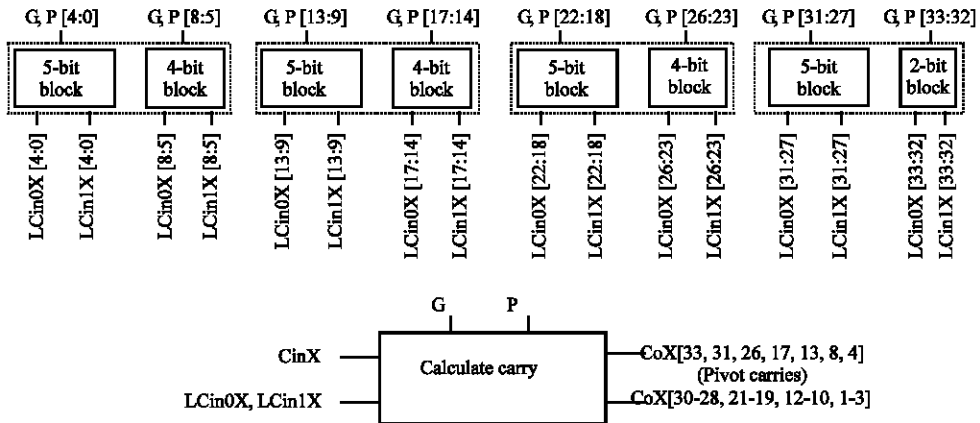 G, P [4:0] G, P [8:5] G, P [13:9] G, P [17:14] G, P [22:18] G, P [26:23] G, P [31:27] G, P [33:32]
5-bit block
4-bit block
5-bit block
4-bit block
5-bit block
4-bit block
5-bit block
2-bit block
LCin0X [4:0]
LCin1X [4:0]
LCin0X [8:5]
LCin1X [8:5]
LCin0X [13:9]
LCin1X [13:9]
LCin0X [17:14]
LCin1X [17:14]
LCin0X [22:18]
LCin1X [22:18]
LCin0X [26:23]
LCin1X [26:23]
LCin0X [31:27]
LCin1X [31:27]
LCin0X [33:32]
LCin1X [33:32]
G P
CinX
Calculate carry
CoX[33, 31, 26, 17, 13, 8, 4]
(Pivot carries)
LCin0X, LCin1X
CoX[30-28, 21-19, 12-10, 1-3]